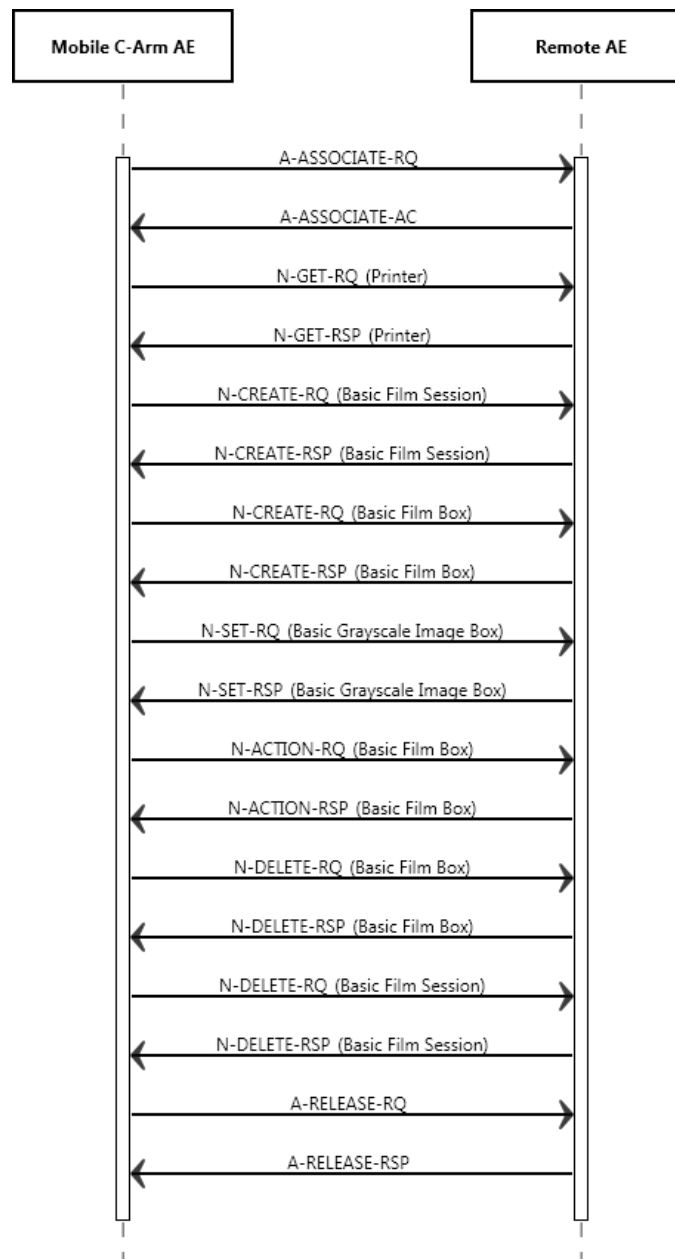 Mobile C-Arm AE
Remote AE
A-ASSOCIATE-RQ
A-ASSOCIATE-AC
N-GET-RQ (Printer)
N-GET-RSP (Printer)
N-CREATE-RQ (Basic Film Session)
N-CREATE-RSP (Basic Film Session)
N-CREATE-RQ (Basic Film Box)
N-CREATE-RSP (Basic Film Box)
N-SET-RQ (Basic Grayscale Image Box)
N-SET-RSP (Basic Grayscale Image Box)
N-ACTION-RQ (Basic Film Box)
N-ACTION-RSP (Basic Film Box)
N-DELETE-RQ (Basic Film Box)
N-DELETE-RSP (Basic Film Box)
N-DELETE-RQ (Basic Film Session)
N-DELETE-RSP (Basic Film Session)
A-RELEASE-RQ
A-RELEASE-RSP